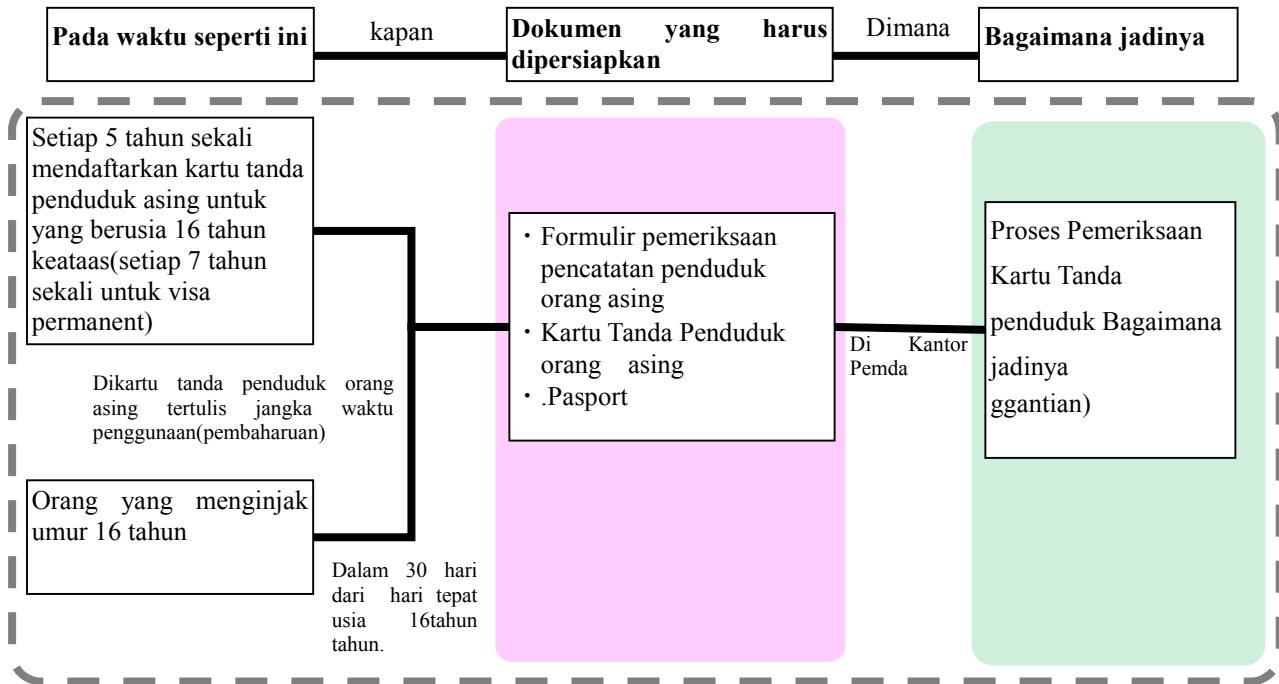 Pada waktu seperti ini
kapan
Dokumen yang harus
dipersiapkan
Dimana
Bagaimana jadinya
Setiap 5 tahun sekali
mendaftarkan kartu tanda
penduduk asing untuk
yang berusia 16 tahun
keataas(setiap 7 tahun
sekali untuk visa
permanent)
Dikartu tanda penduduk orang
asing tertulis jangka waktu
penggunaan(pembaharuan)
Orang yang menginjak
umur 16 tahun
Dalam 30 hari
dari hari tepat
usia 16tahun
tahun.
・Formulir pemeriksaan
pencatatan penduduk
orang asing
・Kartu Tanda Penduduk
orang asing
・.Pasport
Di Kantor
Pemda
Proses Pemeriksaan
Kartu Tanda
penduduk Bagaimana
jadinya
ggantian)